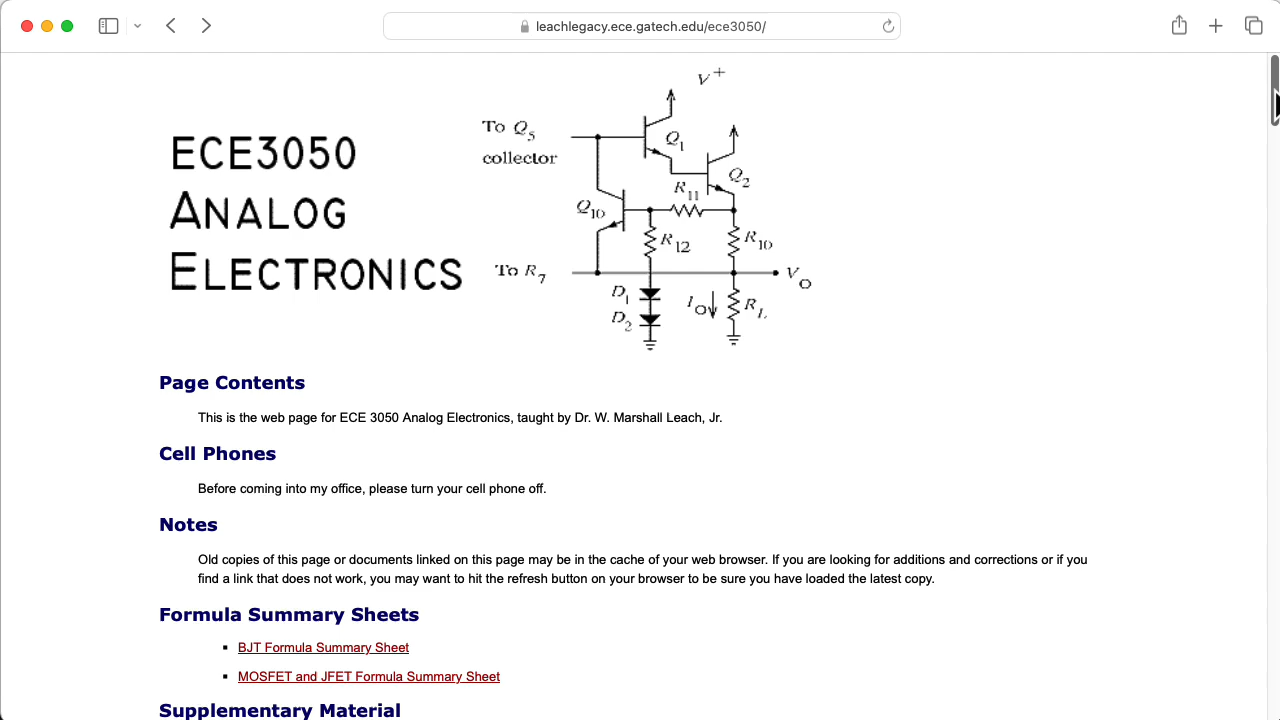 leachlegacy.ece.gatech.edu/ece3050/
ECE3050
ANALOG
ELECTRONICS
V+
To Q5
collector
Q1
Q2
R11
Q10
R12
R10
To R7
VO
D1
IO
RL
D2
Page Contents
This is the web page for ECE 3050 Analog Electronics, taught by Dr. W. Marshall Leach, Jr.
Cell Phones
Before coming into my office, please turn your cell phone off.
Notes
Old copies of this page or documents linked on this page may be in the cache of your web browser. If you are looking for additions and corrections or if you
find a link that does not work, you may want to hit the refresh button on your browser to be sure you have loaded the latest copy.
Formula Summary Sheets
BJT Formula Summary Sheet
MOSFET and JFET Formula Summary Sheet
Supplementary Material